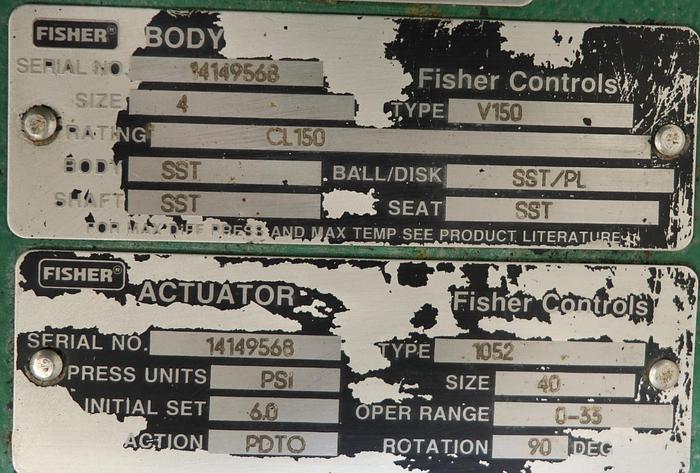 FISHER® BODY
SERIAL NO. 14149568 Fisher Controls
SIZE 4 TYPE V150
RATING CL150
BODY SST BALL/DISK SST/PL
SHAFT SST SEAT SST
FOR MAX DIFF PRESS AND MAX TEMP SEE PRODUCT LITERATURE
FISHER® ACTUATOR Fisher Controls
SERIAL NO. 14149568 TYPE 1052
PRESS UNITS PSi SIZE 40
INITIAL SET 6.0 OPER RANGE 0-33
ACTION PDTO ROTATION 90 DEG